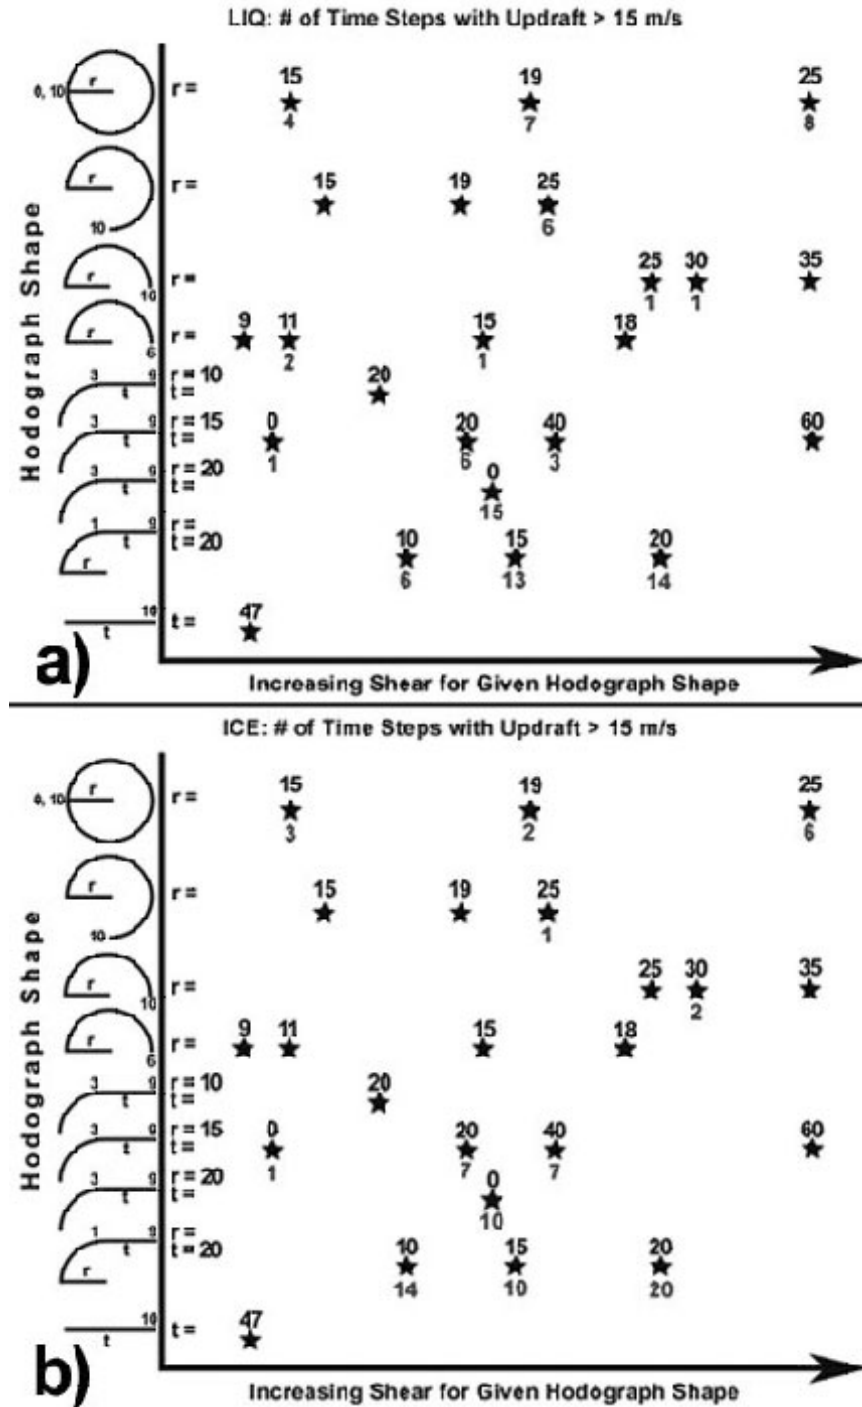 LIQ: # of Time Steps with Updraft > 15 m/s
Hodograph Shape
0, 10 r r = 15 19 25
4 7 8
r r = 15 19 25
10 6
r r = 25 30 35
10 1 1
r r = 9 11 15 18
6 2 1
3 9 r = 10 20
t t =
3 9 r = 15 0 20 40 60
t t = 1 6 3
3 9 r = 20 0
t t = 15
1 9 r =
t t = 20 10 15 20
r 6 13 14
10 t = 47
t
a)
Increasing Shear for Given Hodograph Shape
ICE: # of Time Steps with Updraft > 15 m/s
Hodograph Shape
0, 10 r r = 15 19 25
3 2 6
r r = 15 19 25
10 1
r r = 25 30 35
10 2
r r = 9 11 15 18
6
3 9 r = 10 20
t t =
3 9 r = 15 0 20 40 60
t t = 1 7 7
3 9 r = 20 0
t t = 10
1 9 r =
t t = 20 10 15 20
r 14 10 20
10 t = 47
t
b)
Increasing Shear for Given Hodograph Shape